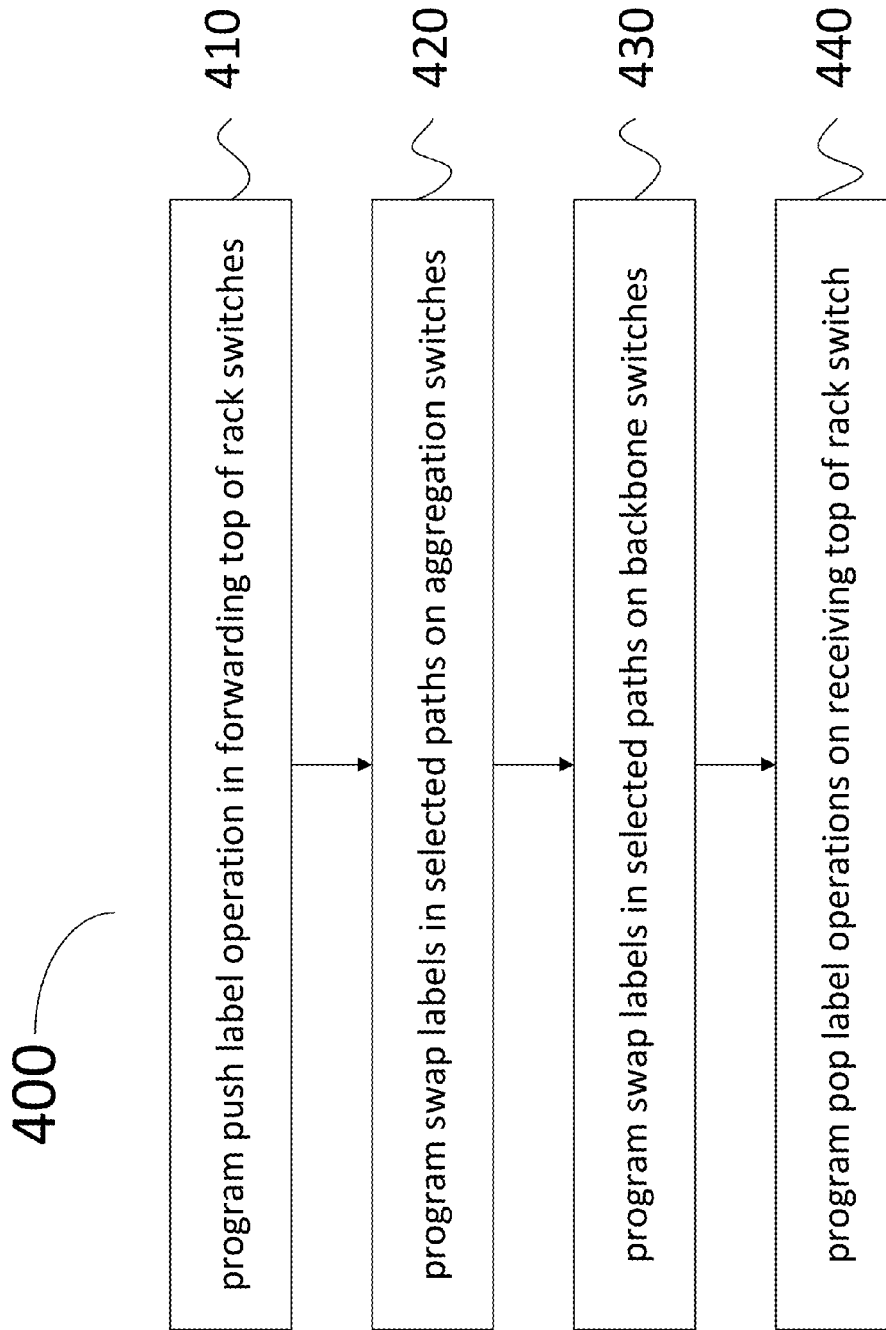 400
program push label operation in forwarding top of rack switches
410
program swap labels in selected paths on aggregation switches
420
program swap labels in selected paths on backbone switches
430
program pop label operations on receiving top of rack switch
440